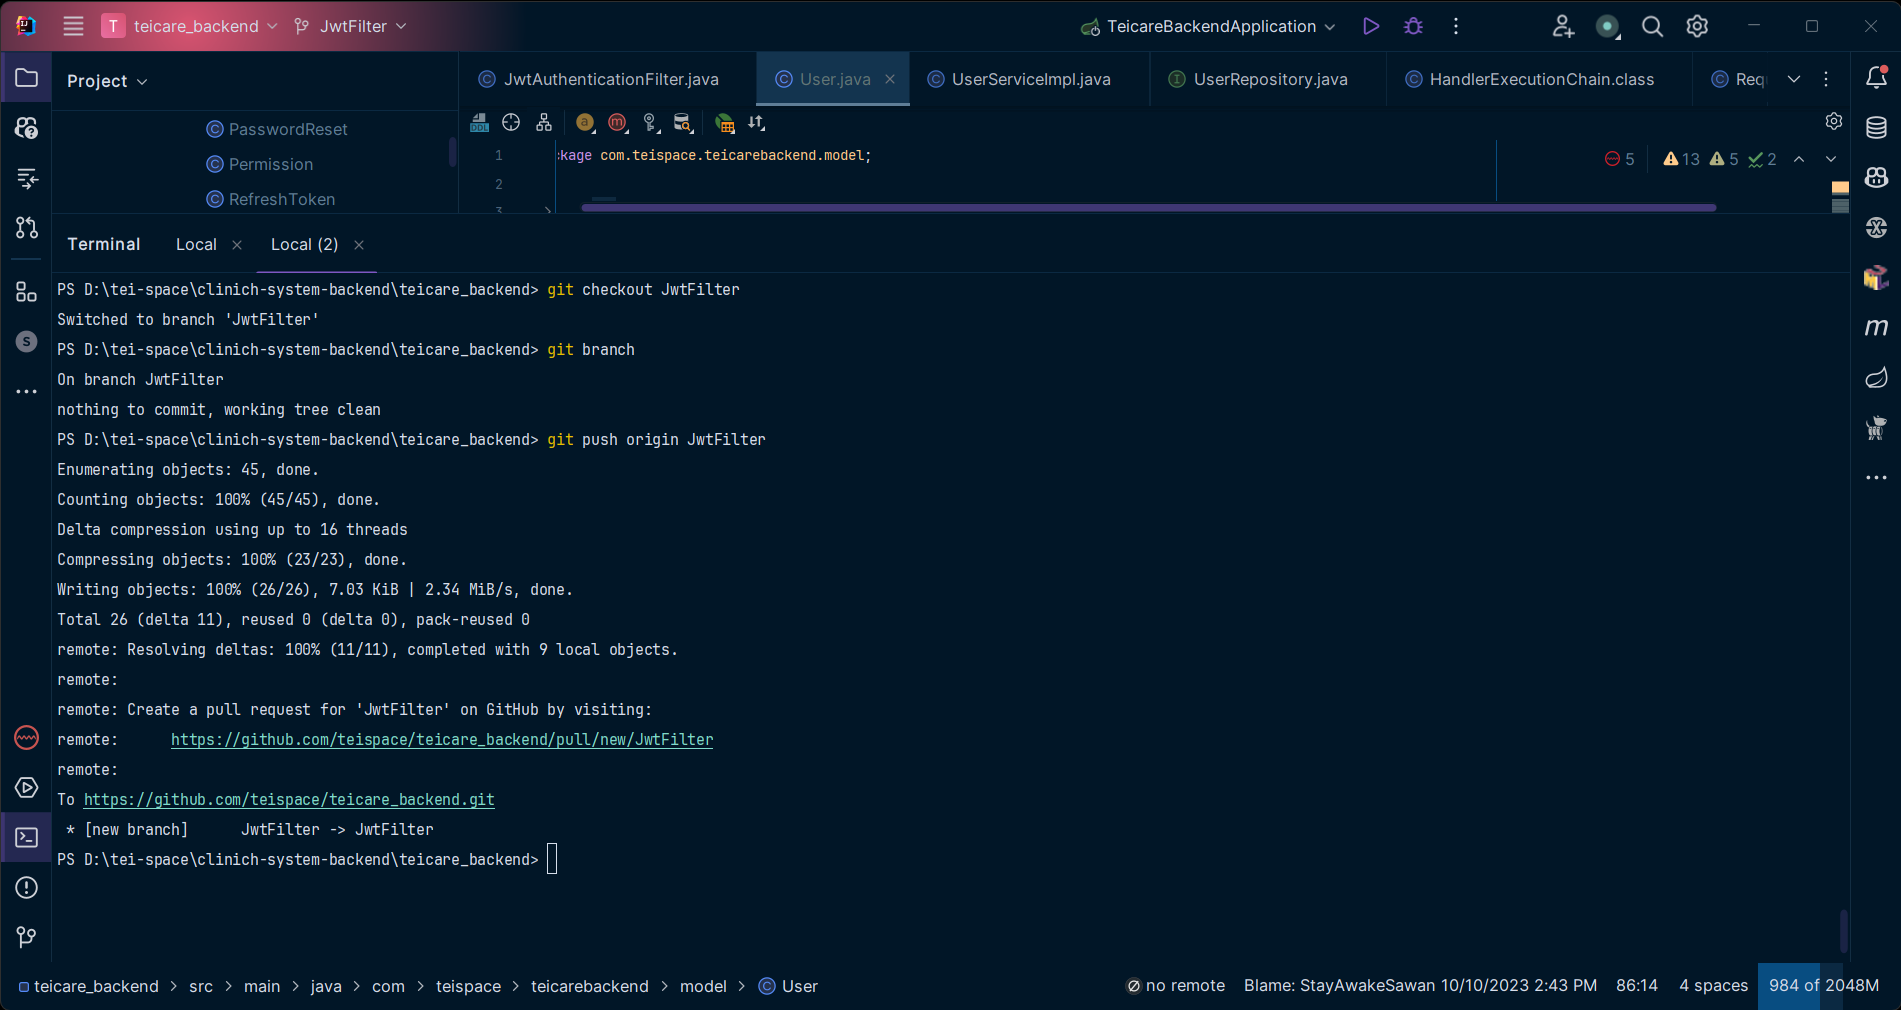 T teicare_backend JwtFilter TeicareBackendApplication
Project
JwtAuthenticationFilter.java User.java UserServiceImpl.java UserRepository.java HandlerExecutionChain.class Req
PasswordReset
Permission
RefreshToken
1 kage com.teispace.teicarebackend.model;
5 13 5 2
2
3
Terminal Local Local (2)
PS D:\tei-space\clinich-system-backend\teicare_backend> git checkout JwtFilter
Switched to branch 'JwtFilter'
PS D:\tei-space\clinich-system-backend\teicare_backend> git branch
On branch JwtFilter
nothing to commit, working tree clean
PS D:\tei-space\clinich-system-backend\teicare_backend> git push origin JwtFilter
Enumerating objects: 45, done.
Counting objects: 100% (45/45), done.
Delta compression using up to 16 threads
Compressing objects: 100% (23/23), done.
Writing objects: 100% (26/26), 7.03 KiB | 2.34 MiB/s, done.
Total 26 (delta 11), reused 0 (delta 0), pack-reused 0
remote: Resolving deltas: 100% (11/11), completed with 9 local objects.
remote:
remote: Create a pull request for 'JwtFilter' on GitHub by visiting:
remote:      https://github.com/teispace/teicare_backend/pull/new/JwtFilter
remote:
To https://github.com/teispace/teicare_backend.git
 * [new branch]      JwtFilter -> JwtFilter
PS D:\tei-space\clinich-system-backend\teicare_backend>
teicare_backend > src > main > java > com > teispace > teicarebackend > model > User
no remote Blame: StayAwakeSawan 10/10/2023 2:43 PM 86:14 4 spaces 984 of 2048M